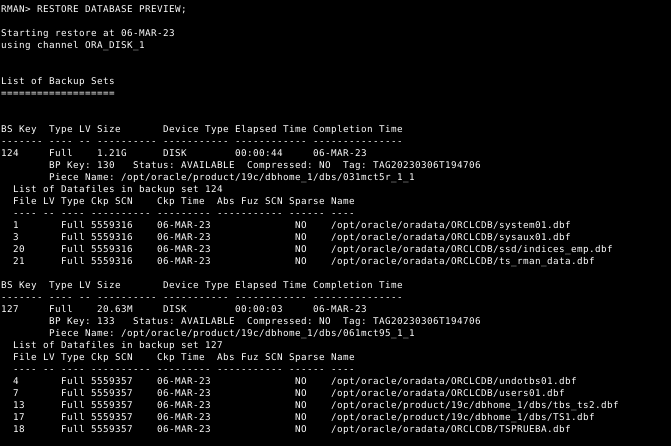 RMAN> RESTORE DATABASE PREVIEW;
Starting restore at 06-MAR-23
using channel ORA_DISK_1
List of Backup Sets
===================
BS Key  Type LV Size       Device Type Elapsed Time Completion Time
------- ---- -- ---------- ----------- ------------ ---------------
124     Full    1.21G      DISK        00:00:44     06-MAR-23
        BP Key: 130   Status: AVAILABLE  Compressed: NO  Tag: TAG20230306T194706
        Piece Name: /opt/oracle/product/19c/dbhome_1/dbs/031mct5r_1_1
  List of Datafiles in backup set 124
  File LV Type Ckp SCN    Ckp Time  Abs Fuz SCN Sparse Name
  ---- -- ---- ---------- --------- ----------- ------ ----
  1       Full 5559316    06-MAR-23              NO    /opt/oracle/oradata/ORCLCDB/system01.dbf
  3       Full 5559316    06-MAR-23              NO    /opt/oracle/oradata/ORCLCDB/sysaux01.dbf
  20      Full 5559316    06-MAR-23              NO    /opt/oracle/oradata/ORCLCDB/ssd/indices_emp.dbf
  21      Full 5559316    06-MAR-23              NO    /opt/oracle/oradata/ORCLCDB/ts_rman_data.dbf
BS Key  Type LV Size       Device Type Elapsed Time Completion Time
------- ---- -- ---------- ----------- ------------ ---------------
127     Full    20.63M     DISK        00:00:03     06-MAR-23
        BP Key: 133   Status: AVAILABLE  Compressed: NO  Tag: TAG20230306T194706
        Piece Name: /opt/oracle/product/19c/dbhome_1/dbs/061mct95_1_1
  List of Datafiles in backup set 127
  File LV Type Ckp SCN    Ckp Time  Abs Fuz SCN Sparse Name
  ---- -- ---- ---------- --------- ----------- ------ ----
  4       Full 5559357    06-MAR-23              NO    /opt/oracle/oradata/ORCLCDB/undotbs01.dbf
  7       Full 5559357    06-MAR-23              NO    /opt/oracle/oradata/ORCLCDB/users01.dbf
  13      Full 5559357    06-MAR-23              NO    /opt/oracle/product/19c/dbhome_1/dbs/tbs_ts2.dbf
  17      Full 5559357    06-MAR-23              NO    /opt/oracle/product/19c/dbhome_1/dbs/TS1.dbf
  18      Full 5559357    06-MAR-23              NO    /opt/oracle/oradata/ORCLCDB/TSPRUEBA.dbf